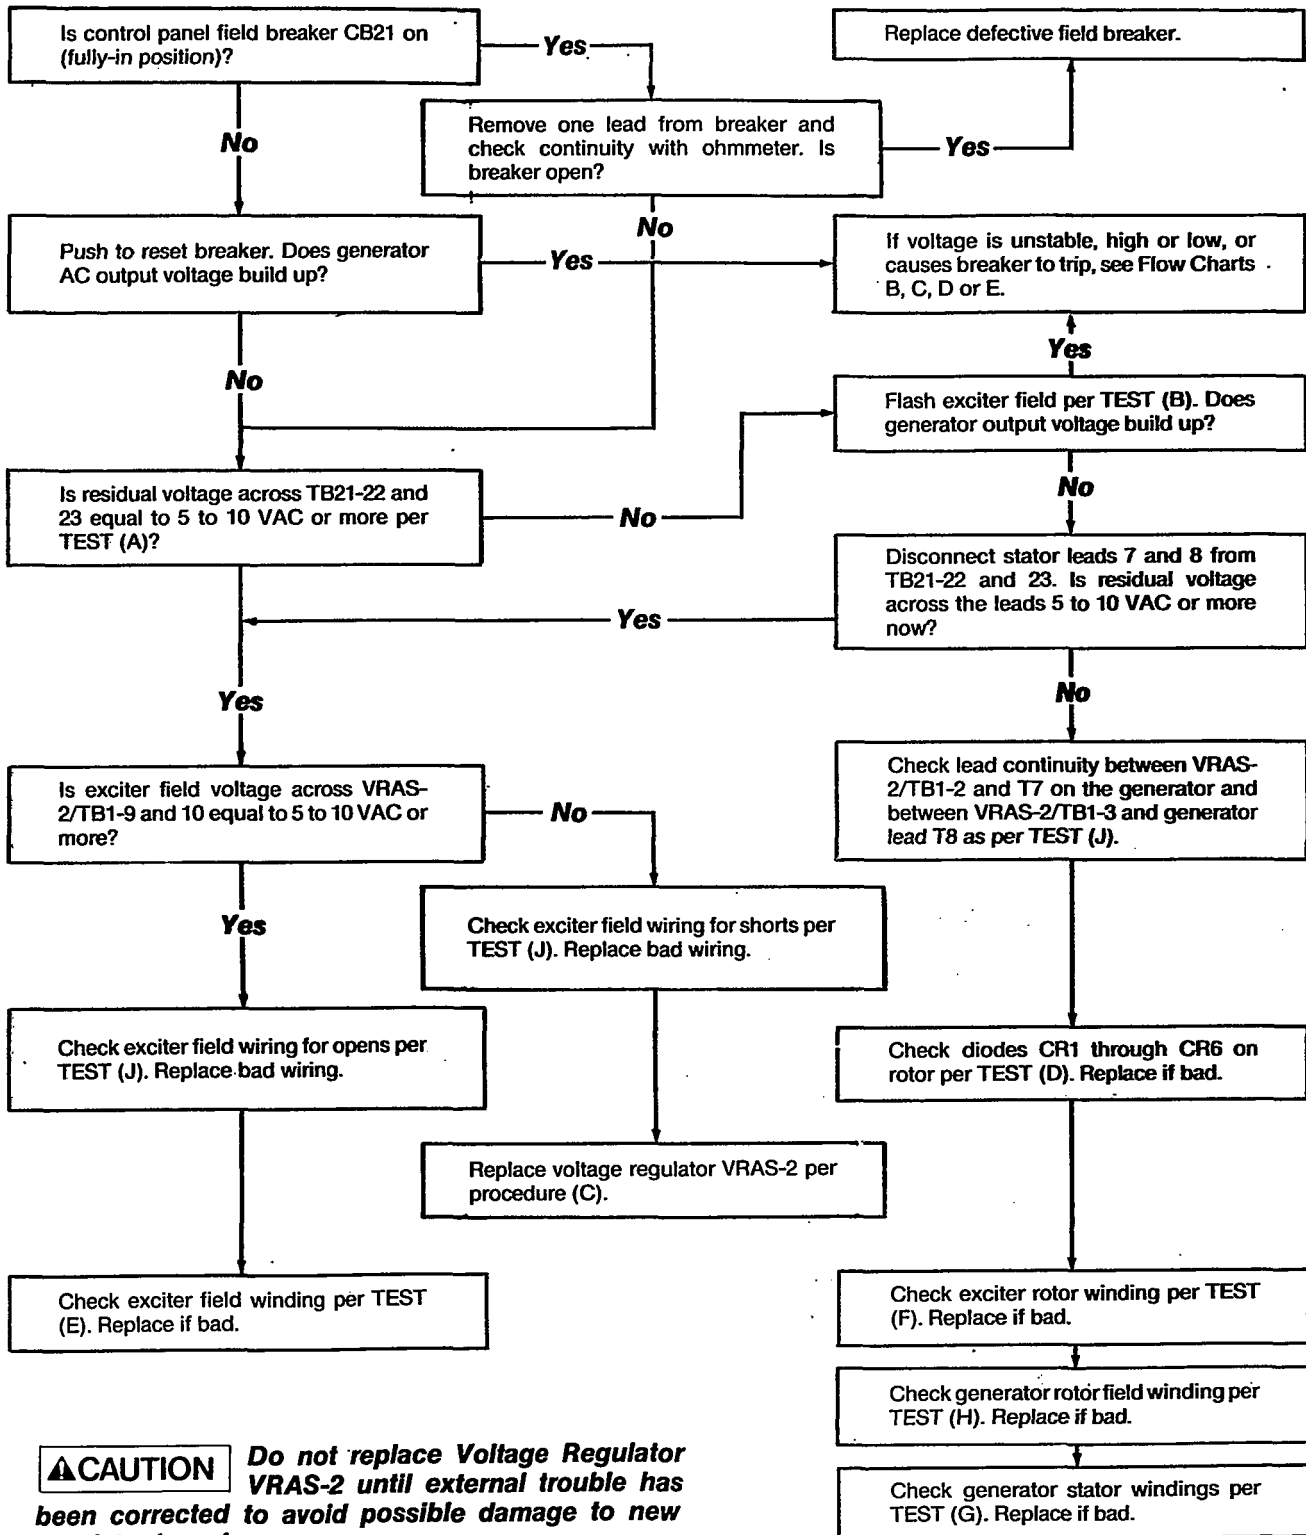 Is control panel field breaker CB21 on
(fully-in position)?
Yes
Replace defective field breaker.
Remove one lead from breaker and
check continuity with ohmmeter. Is
breaker open?
Yes
No
No
Push to reset breaker. Does generator
AC output voltage build up?
Yes
If voltage is unstable, high or low, or
causes breaker to trip, see Flow Charts
B, C, D or E.
Yes
No
Flash exciter field per TEST (B). Does
generator output voltage build up?
No
Is residual voltage across TB21-22 and
23 equal to 5 to 10 VAC or more per
TEST (A)?
No
Disconnect stator leads 7 and 8 from
TB21-22 and 23. Is residual voltage
across the leads 5 to 10 VAC or more
now?
Yes
No
Yes
Is exciter field voltage across VRAS-
2/TB1-9 and 10 equal to 5 to 10 VAC or
more?
No
Check lead continuity between VRAS-
2/TB1-2 and T7 on the generator and
between VRAS-2/TB1-3 and generator
lead T8 as per TEST (J).
Yes
Check exciter field wiring for shorts per
TEST (J). Replace bad wiring.
Check exciter field wiring for opens per
TEST (J). Replace bad wiring.
Check diodes CR1 through CR6 on
rotor per TEST (D). Replace if bad.
Replace voltage regulator VRAS-2 per
procedure (C).
Check exciter field winding per TEST
(E). Replace if bad.
Check exciter rotor winding per TEST
(F). Replace if bad.
Check generator rotor field winding per
TEST (H). Replace if bad.
Check generator stator windings per
TEST (G). Replace if bad.
CAUTION Do not replace Voltage Regulator
VRAS-2 until external trouble has
been corrected to avoid possible damage to new